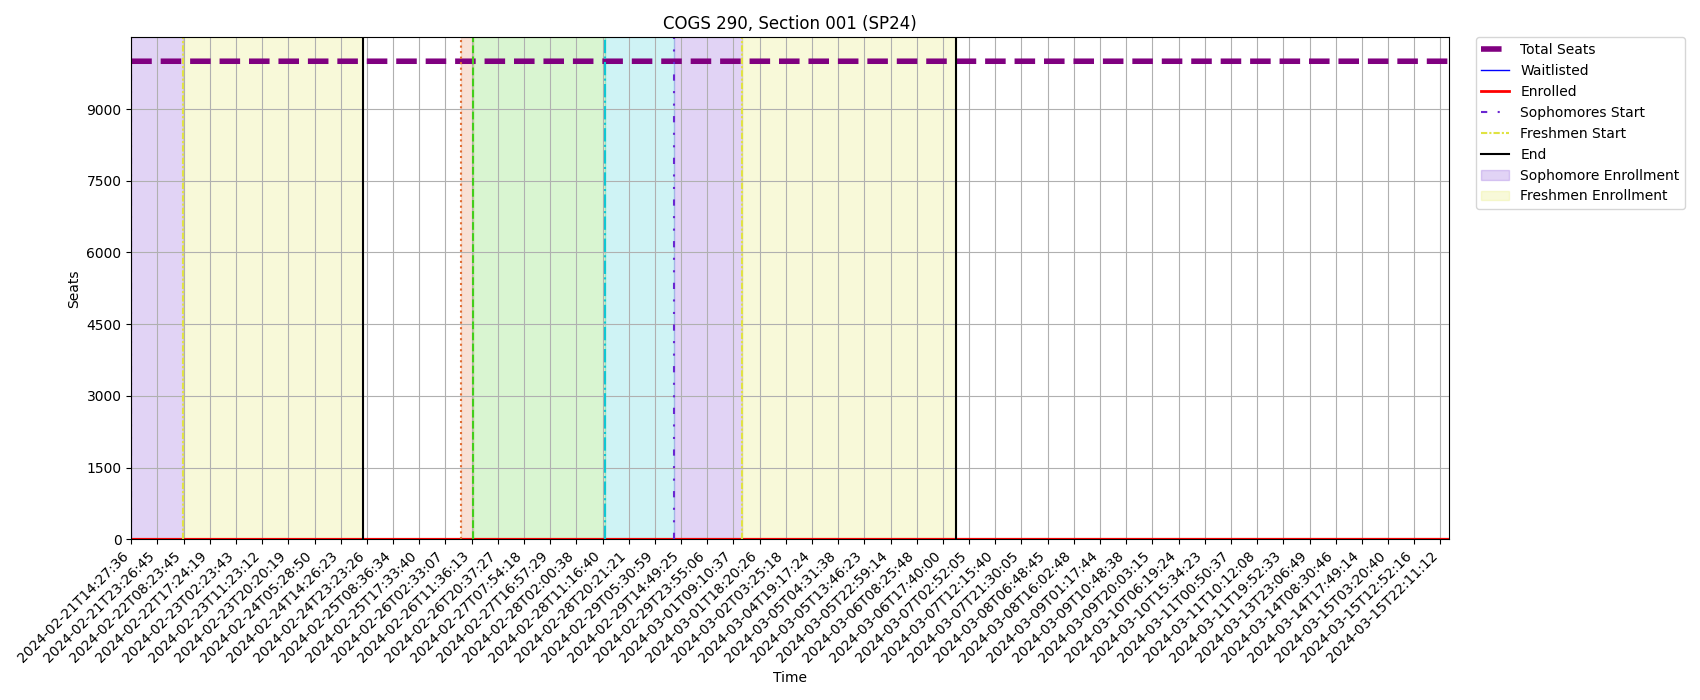 COGS 290, Section 001 (SP24)
Total Seats
Waitlisted
Enrolled
Sophomores Start
Freshmen Start
End
Sophomore Enrollment
Freshmen Enrollment
Seats
9000
7500
6000
4500
3000
1500
0
2024-02-21T14:27:36
2024-02-21T23:26:45
2024-02-22T08:23:45
2024-02-22T17:24:19
2024-02-23T02:23:43
2024-02-23T11:23:12
2024-02-23T20:20:19
2024-02-24T05:28:50
2024-02-24T14:26:23
2024-02-24T23:23:26
2024-02-25T08:36:34
2024-02-25T17:33:40
2024-02-26T02:33:07
2024-02-26T11:36:13
2024-02-26T20:37:27
2024-02-27T07:54:18
2024-02-27T16:57:29
2024-02-28T02:00:38
2024-02-28T11:16:40
2024-02-28T20:21:21
2024-02-29T05:30:59
2024-02-29T14:49:25
2024-02-29T23:55:06
2024-03-01T09:10:37
2024-03-01T18:20:26
2024-03-02T03:25:18
2024-03-04T19:17:24
2024-03-05T04:31:38
2024-03-05T13:46:23
2024-03-05T22:59:14
2024-03-06T08:25:48
2024-03-06T17:40:00
2024-03-07T02:52:05
2024-03-07T12:15:40
2024-03-07T21:30:05
2024-03-08T06:48:45
2024-03-08T16:02:48
2024-03-09T01:17:44
2024-03-09T10:48:38
2024-03-09T20:03:15
2024-03-10T06:19:24
2024-03-10T15:34:23
2024-03-11T00:50:37
2024-03-11T10:12:08
2024-03-11T19:52:33
2024-03-13T23:06:49
2024-03-14T08:30:46
2024-03-14T17:49:14
2024-03-15T03:20:40
2024-03-15T12:52:16
2024-03-15T22:11:12
Time